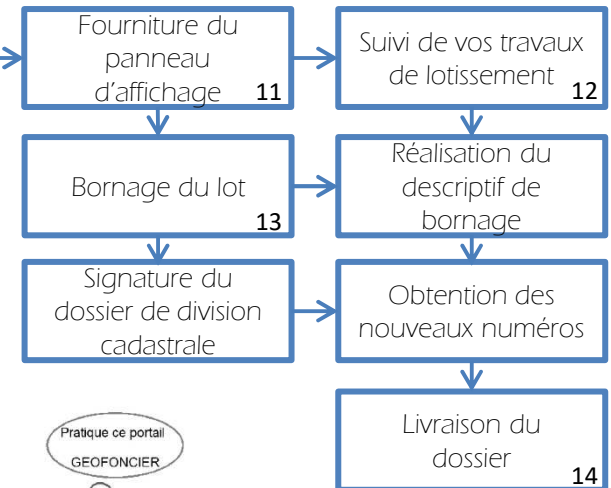 Fourniture du
panneau
d'affichage 11
Suivi de vos travaux
de lotissement
12
Bornage du lot
13
Réalisation du
descriptif de
bornage
Signature du
dossier de division
cadastrale
Obtention des
nouveaux numéros
Livraison du
dossier
14
Pratique ce portail
GEOFONCIER